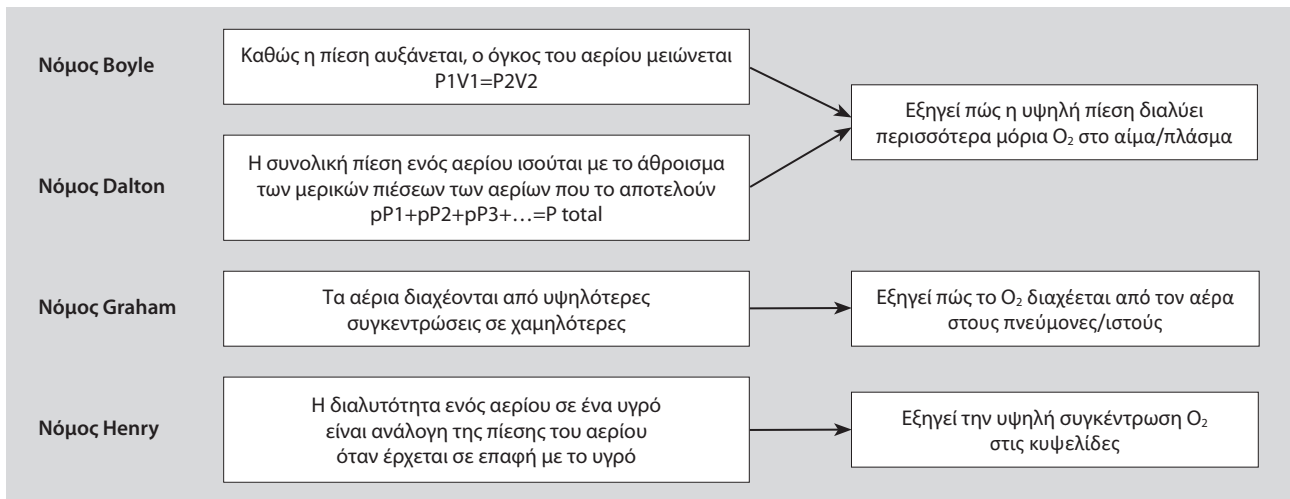 Νόμος Boyle
Καθώς η πίεση αυξάνεται, ο όγκος του αερίου μειώνεται
P1V1=P2V2
Εξηγεί πώς η υψηλή πίεση διαλύει
περισσότερα μόρια O₂ στο αίμα/πλάσμα
Νόμος Dalton
Η συνολική πίεση ενός αερίου ισούται με το άθροισμα
των μερικών πιέσεων των αερίων που το αποτελούν
pP1+pP2+pP3+…=P total
Νόμος Graham
Τα αέρια διαχέονται από υψηλότερες
συγκεντρώσεις σε χαμηλότερες
Εξηγεί πώς το O₂ διαχέεται από τον αέρα
στους πνεύμονες/ιστούς
Νόμος Henry
Η διαλυτότητα ενός αερίου σε ένα υγρό
είναι ανάλογη της πίεσης του αερίου
όταν έρχεται σε επαφή με το υγρό
Εξηγεί την υψηλή συγκέντρωση O₂
στις κυψελίδες